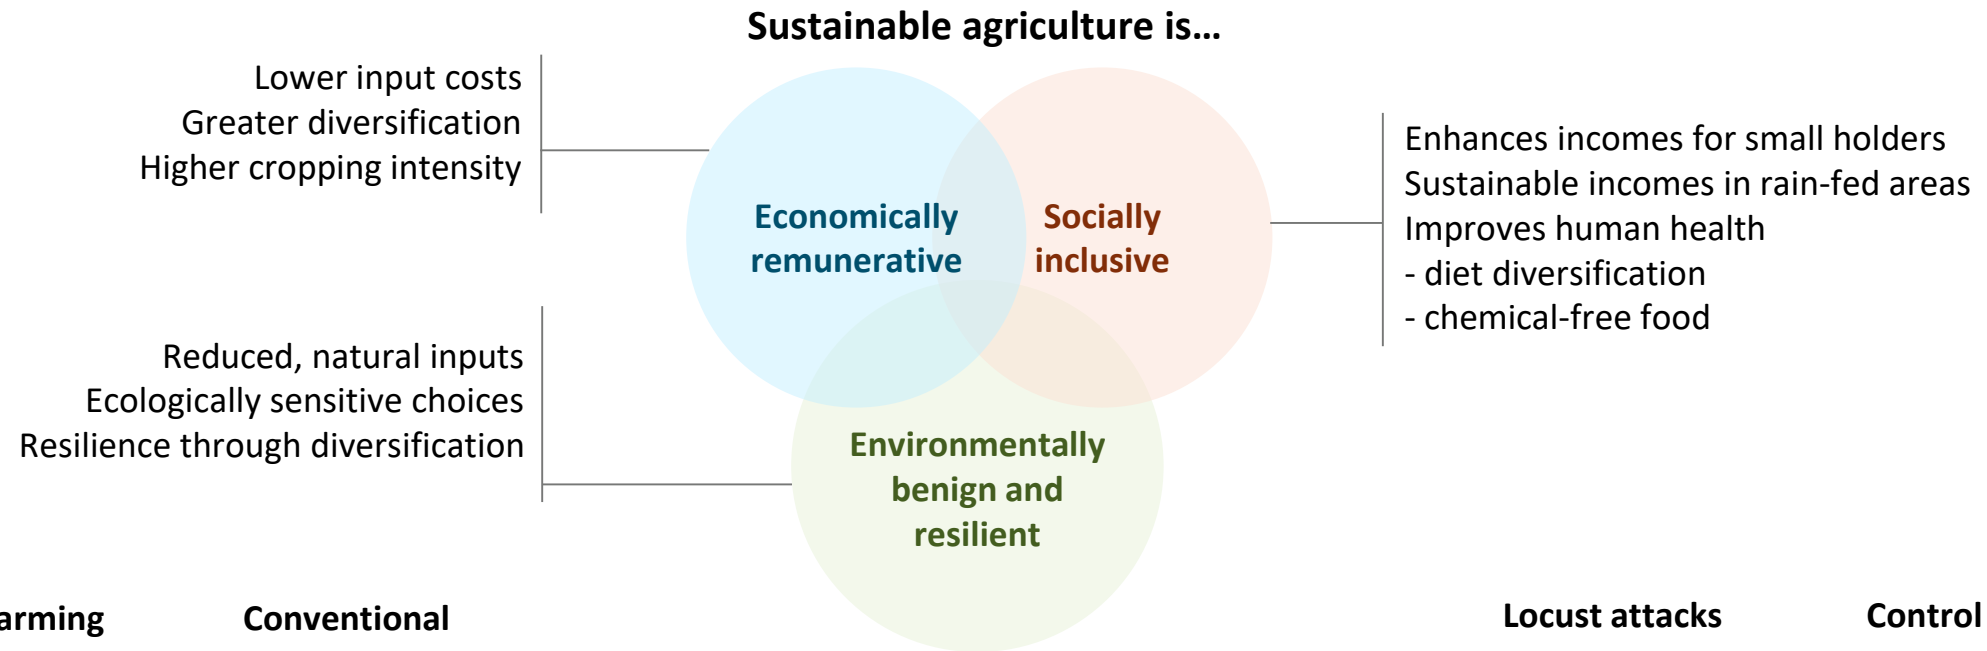 Sustainable agriculture is…
Lower input costs
Greater diversification
Higher cropping intensity
Economically
remunerative
Socially
inclusive
Enhances incomes for small holders
Sustainable incomes in rain-fed areas
Improves human health
- diet diversification
- chemical-free food
Reduced, natural inputs
Ecologically sensitive choices
Resilience through diversification
Environmentally
benign and
resilient
arming
Conventional
Locust attacks
Control